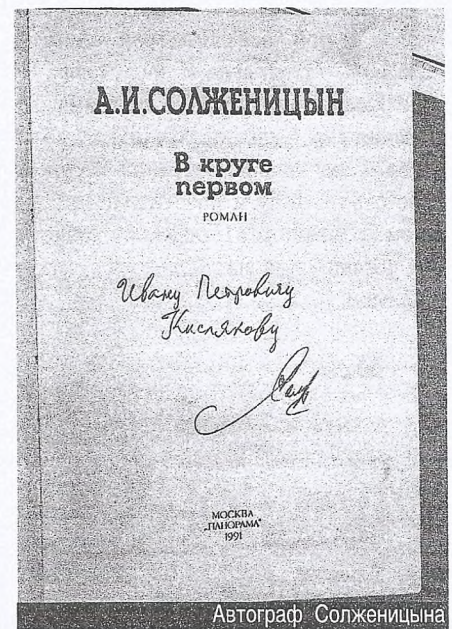 А.И.СОЛЖЕНИЦЫН
В круге
первом
РОМАН
Ивану Петровичу
Кислякову
МОСКВА
„ПАНОРАМА"
1991
Автограф Солженицына